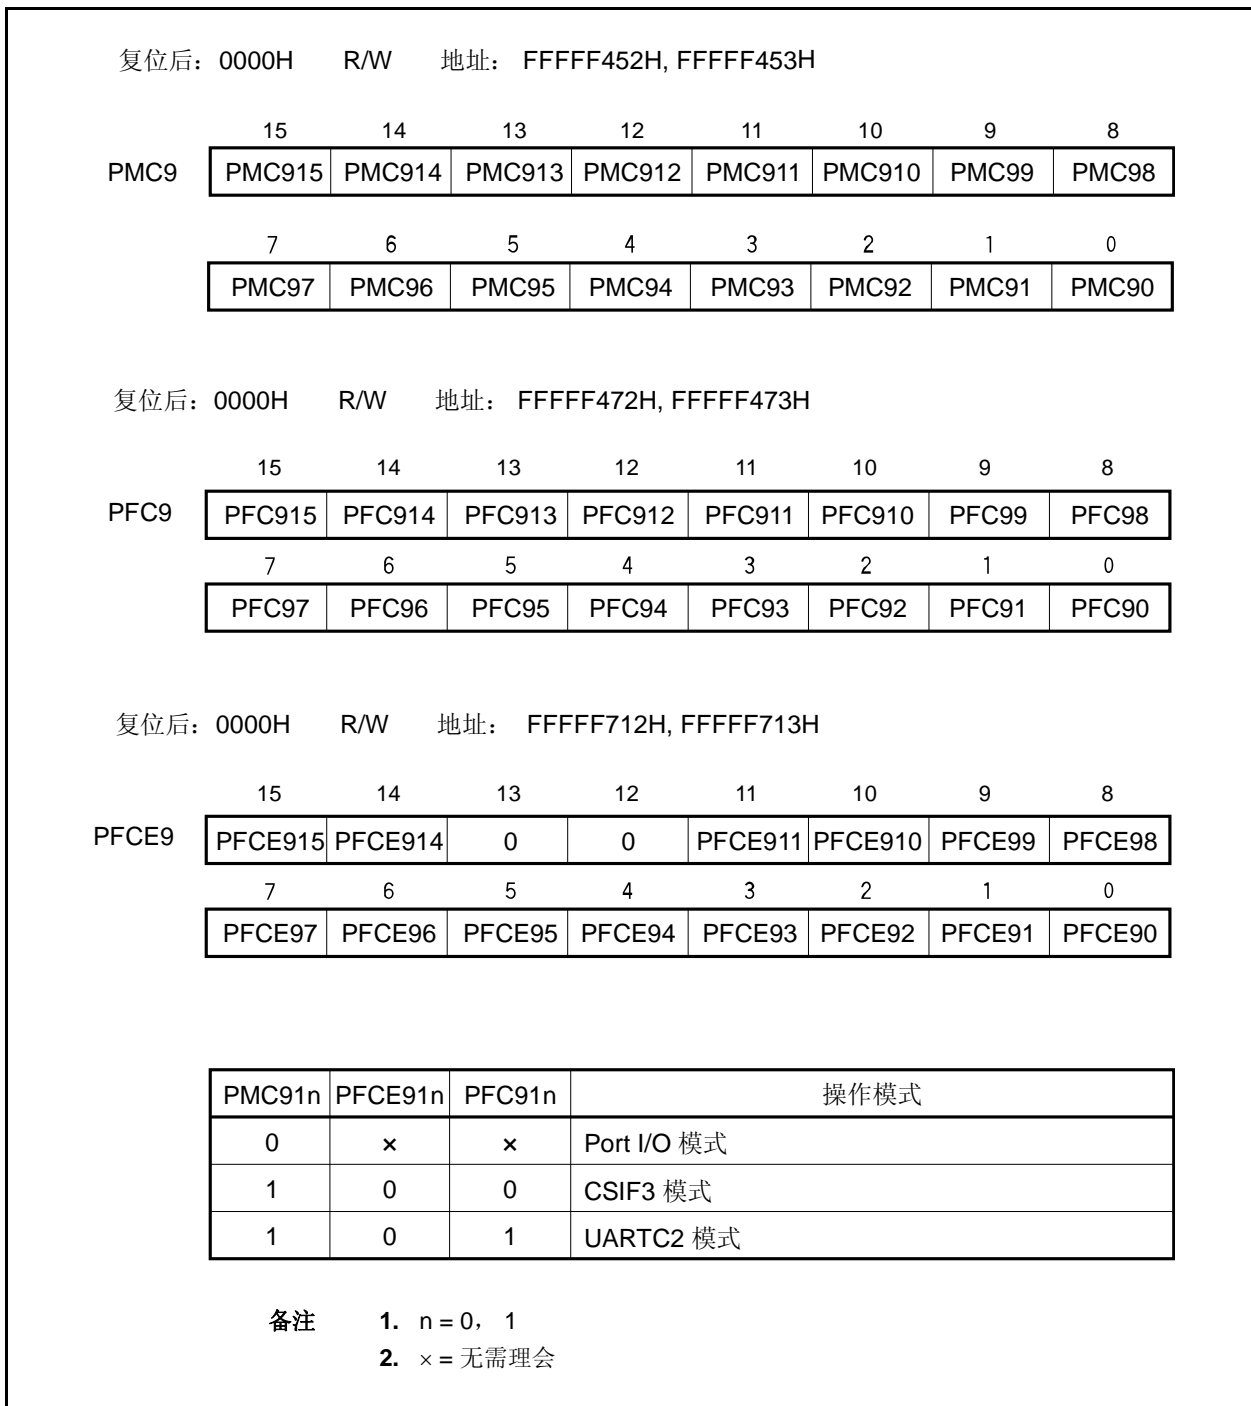 复位后：0000H R/W 地址： FFFFF452H, FFFFF453H
15 14 13 12 11 10 9 8
PMC9 PMC915 PMC914 PMC913 PMC912 PMC911 PMC910 PMC99 PMC98
7 6 5 4 3 2 1 0
PMC97 PMC96 PMC95 PMC94 PMC93 PMC92 PMC91 PMC90
复位后：0000H R/W 地址： FFFFF472H, FFFFF473H
15 14 13 12 11 10 9 8
PFC9 PFC915 PFC914 PFC913 PFC912 PFC911 PFC910 PFC99 PFC98
7 6 5 4 3 2 1 0
PFC97 PFC96 PFC95 PFC94 PFC93 PFC92 PFC91 PFC90
复位后：0000H R/W 地址： FFFFF712H, FFFFF713H
15 14 13 12 11 10 9 8
PFCE9 PFCE915 PFCE914 0 0 PFCE911 PFCE910 PFCE99 PFCE98
7 6 5 4 3 2 1 0
PFCE97 PFCE96 PFCE95 PFCE94 PFCE93 PFCE92 PFCE91 PFCE90
PMC91n PFCE91n PFC91n 操作模式
0 × × Port I/O 模式
1 0 0 CSIF3 模式
1 0 1 UARTC2 模式
备注 1. n = 0， 1
2. × = 无需理会